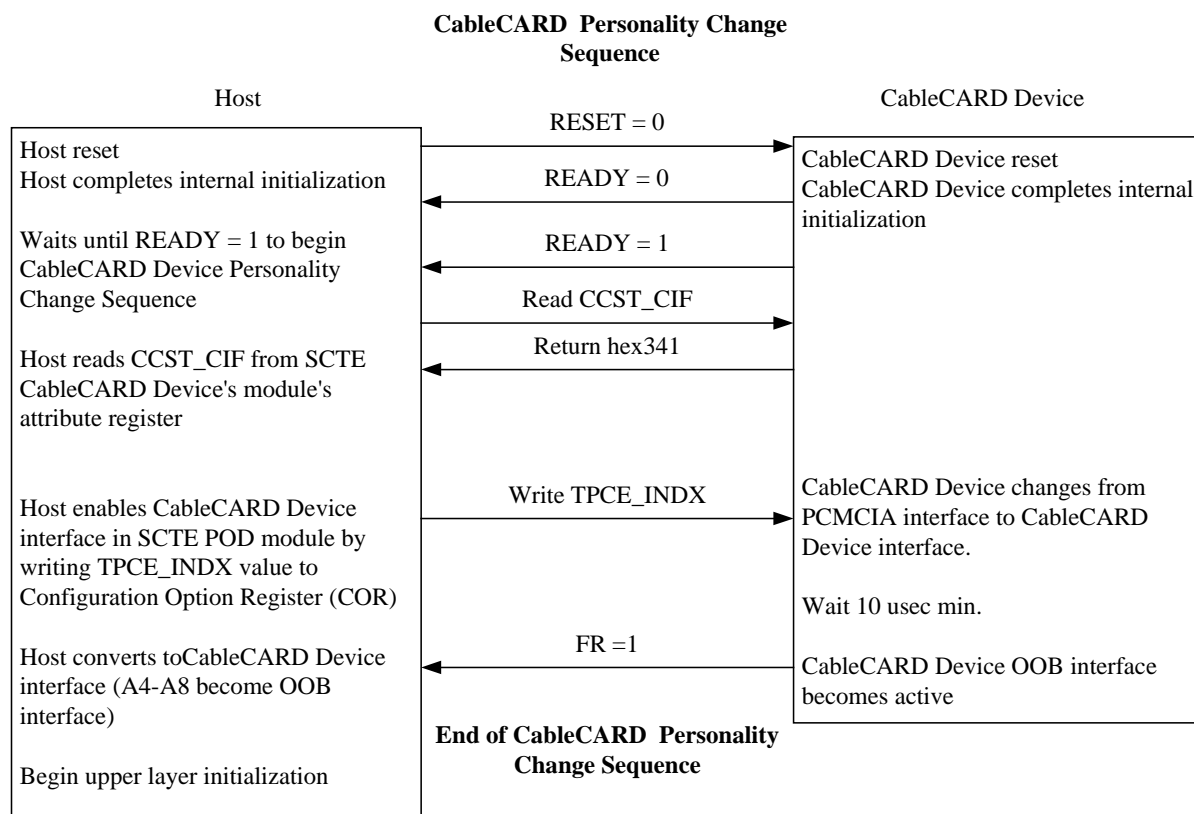 CableCARD Personality Change
Sequence
Host
CableCARD Device
RESET = 0
Host reset
Host completes internal initialization
CableCARD Device reset
CableCARD Device completes internal
initialization
READY = 0
Waits until READY = 1 to begin
CableCARD Device Personality
Change Sequence
READY = 1
Read CCST_CIF
Return hex341
Host reads CCST_CIF from SCTE
CableCARD Device's module's
attribute register
Host enables CableCARD Device
interface in SCTE POD module by
writing TPCE_INDX value to
Configuration Option Register (COR)
Write TPCE_INDX
CableCARD Device changes from
PCMCIA interface to CableCARD
Device interface.
Wait 10 usec min.
FR =1
Host converts toCableCARD Device
interface (A4-A8 become OOB
interface)
CableCARD Device OOB interface
becomes active
End of CableCARD Personality
Change Sequence
Begin upper layer initialization